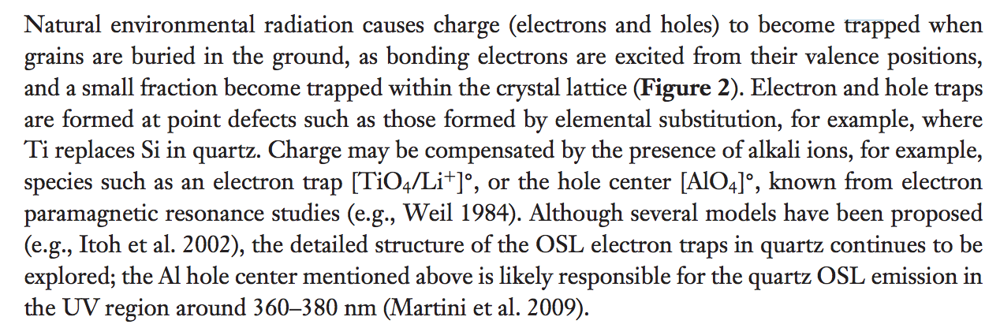 Natural environmental radiation causes charge (electrons and holes) to become trapped when
grains are buried in the ground, as bonding electrons are excited from their valence positions,
and a small fraction become trapped within the crystal lattice (Figure 2). Electron and hole traps
are formed at point defects such as those formed by elemental substitution, for example, where
Ti replaces Si in quartz. Charge may be compensated by the presence of alkali ions, for example,
species such as an electron trap [TiO₄/Li⁺]°, or the hole center [AlO₄]°, known from electron
paramagnetic resonance studies (e.g., Weil 1984). Although several models have been proposed
(e.g., Itoh et al. 2002), the detailed structure of the OSL electron traps in quartz continues to be
explored; the Al hole center mentioned above is likely responsible for the quartz OSL emission in
the UV region around 360–380 nm (Martini et al. 2009).